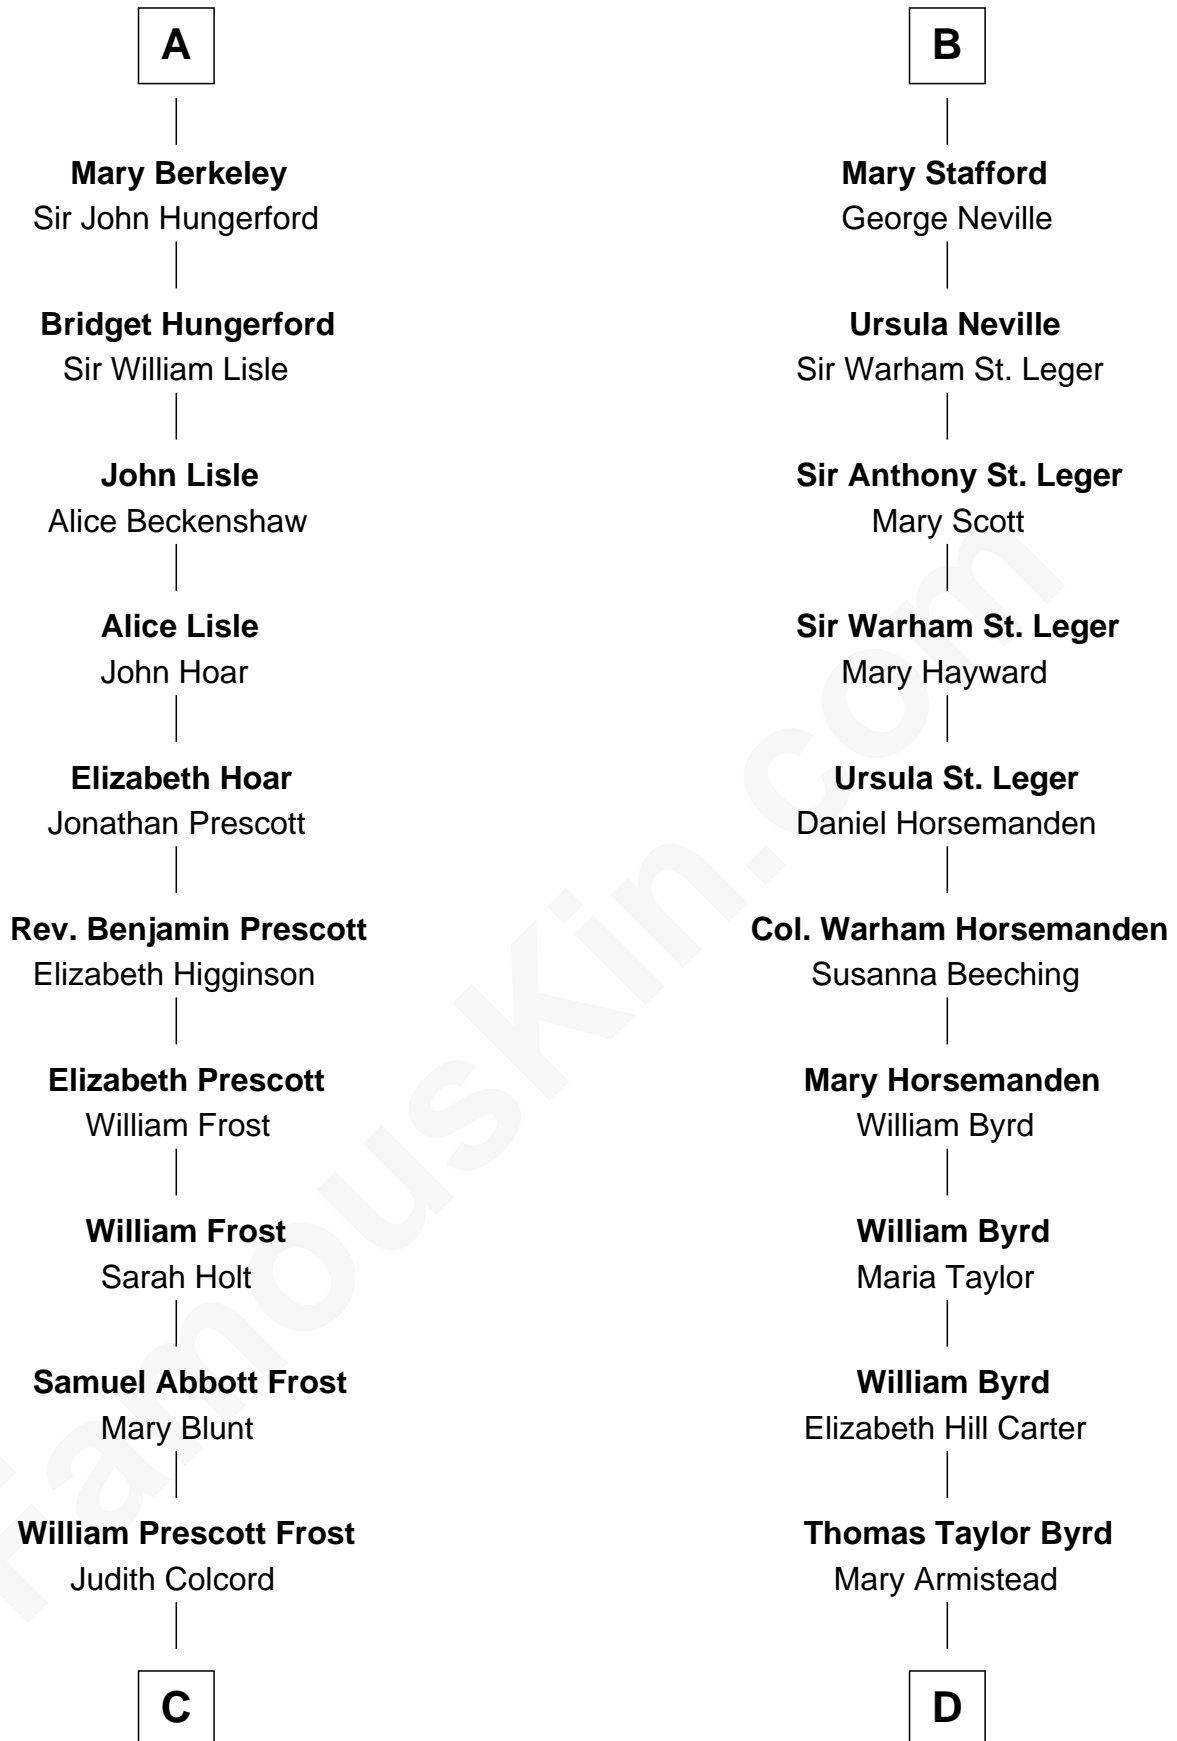 A
Mary Berkeley
Sir John Hungerford
Bridget Hungerford
Sir William Lisle
John Lisle
Alice Beckenshaw
Alice Lisle
John Hoar
Elizabeth Hoar
Jonathan Prescott
Rev. Benjamin Prescott
Elizabeth Higginson
Elizabeth Prescott
William Frost
William Frost
Sarah Holt
Samuel Abbott Frost
Mary Blunt
William Prescott Frost
Judith Colcord
C
B
Mary Stafford
George Neville
Ursula Neville
Sir Warham St. Leger
Sir Anthony St. Leger
Mary Scott
Sir Warham St. Leger
Mary Hayward
Ursula St. Leger
Daniel Horsemanden
Col. Warham Horsemanden
Susanna Beeching
Mary Horsemanden
William Byrd
William Byrd
Maria Taylor
William Byrd
Elizabeth Hill Carter
Thomas Taylor Byrd
Mary Armistead
D
FamousKin.com